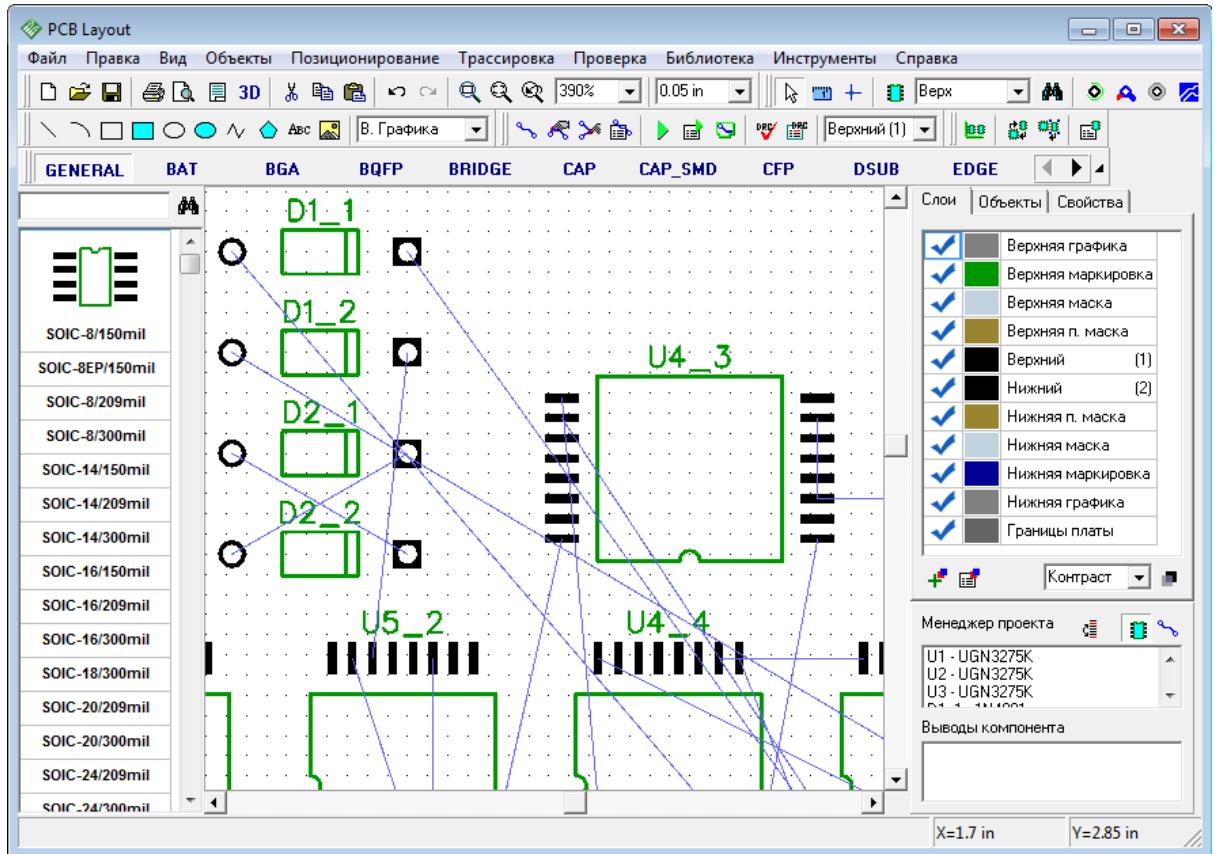 PCB Layout
Файл Правка Вид Объекты Позиционирование Трассировка Проверка Библиотека Инструменты Справка
3D 390% 0.05 in Верх
ABC В. Графика DRC DRC Верхний (1)
GENERAL BAT BGA BQFP BRIDGE CAP CAP_SMD CFP DSUB EDGE
SOIC-8/150mil
SOIC-8EP/150mil
SOIC-8/209mil
SOIC-8/300mil
SOIC-14/150mil
SOIC-14/209mil
SOIC-14/300mil
SOIC-16/150mil
SOIC-16/209mil
SOIC-16/300mil
SOIC-18/300mil
SOIC-20/209mil
SOIC-20/300mil
SOIC-24/209mil
SOIC-24/300mil
D1_1
D1_2
D2_1
D2_2
U4_3
U5_2
U4_4
Слои Объекты Свойства
Верхняя графика
Верхняя маркировка
Верхняя маска
Верхняя п. маска
Верхний (1)
Нижний (2)
Нижняя п. маска
Нижняя маска
Нижняя маркировка
Нижняя графика
Границы платы
Контраст
Менеджер проекта
U1 - UGN3275K
U2 - UGN3275K
U3 - UGN3275K
Выводы компонента
X=1.7 in Y=2.85 in